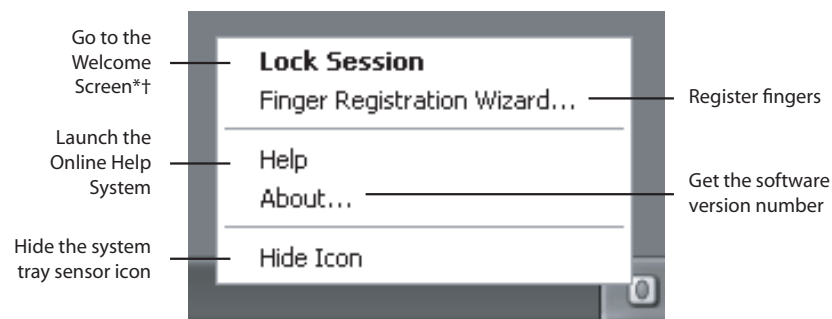 Go to the
Welcome
Screen*†
Lock Session
Finger Registration Wizard...
Register fingers
Launch the
Online Help
System
Help
About...
Get the software
version number
Hide the system
tray sensor icon
Hide Icon